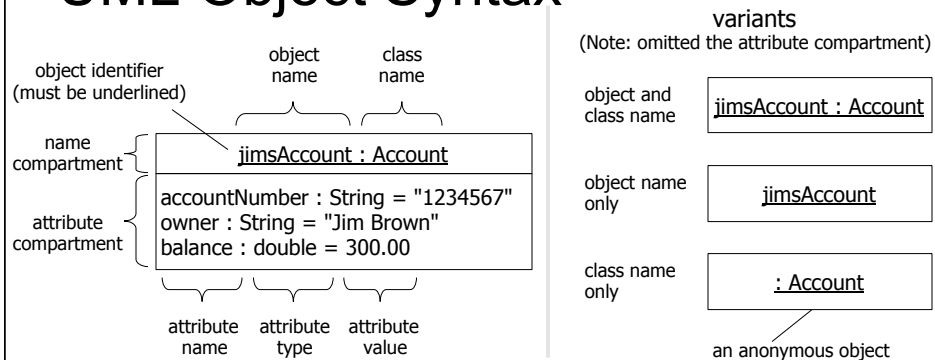 UML Object Syntax
object identifier
(must be underlined)
object
name
class
name
name
compartment
jimsAccount : Account
attribute
compartment
accountNumber : String = "1234567"
owner : String = "Jim Brown"
balance : double = 300.00
attribute
name
attribute
type
attribute
value
variants
(Note: omitted the attribute compartment)
object and
class name
jimsAccount : Account
object name
only
jimsAccount
class name
only
: Account
an anonymous object